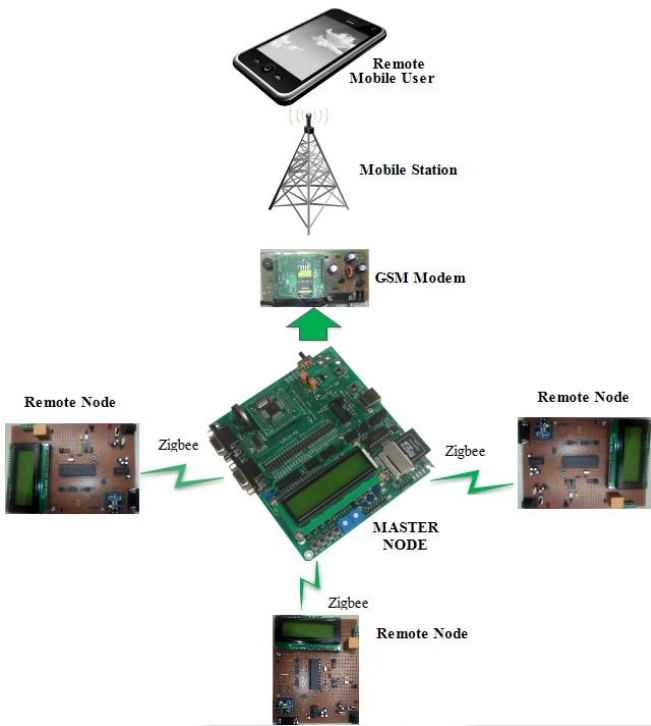 Remote
Mobile User
Mobile Station
GSM Modem
Remote Node
Remote Node
Zigbee
Zigbee
MASTER
NODE
Zigbee
Remote Node